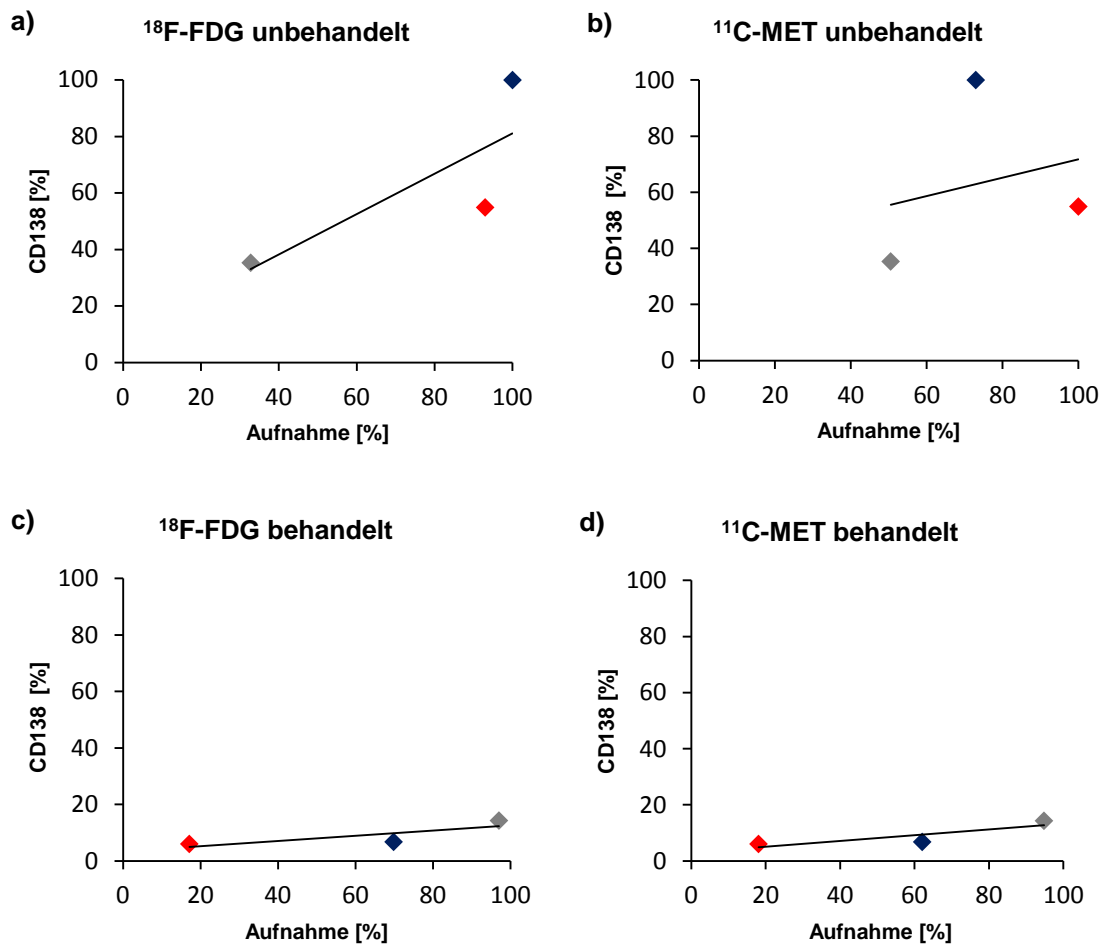 a) ¹⁸F-FDG unbehandelt
100
80
60
40
20
0
CD138 [%]
0 20 40 60 80 100
Aufnahme [%]
b) ¹¹C-MET unbehandelt
100
80
60
40
20
0
CD138 [%]
0 20 40 60 80 100
Aufnahme [%]
c) ¹⁸F-FDG behandelt
100
80
60
40
20
0
CD138 [%]
0 20 40 60 80 100
Aufnahme [%]
d) ¹¹C-MET behandelt
100
80
60
40
20
0
CD138 [%]
0 20 40 60 80 100
Aufnahme [%]